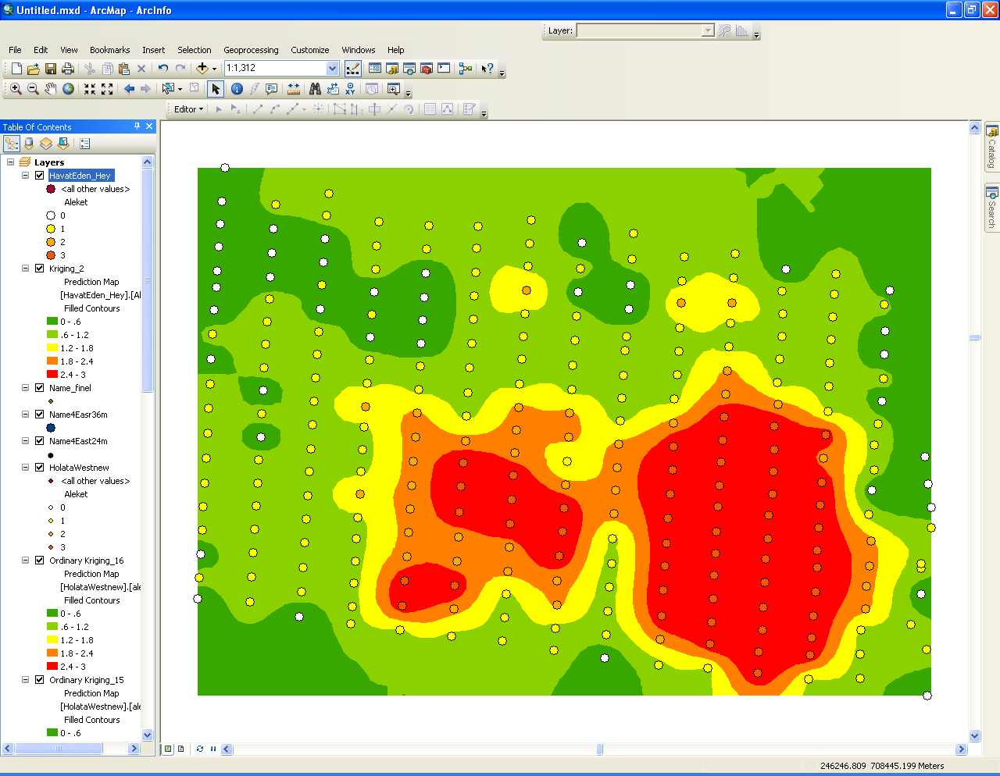 Untitled.mxd - ArcMap - ArcInfo
Layer:
File Edit View Bookmarks Insert Selection Geoprocessing Customize Windows Help
1:1,312
Editor
Table Of Contents
Layers
HavatEden_Hey
<all other values>
Aleket
0
1
2
3
Kriging_2
Prediction Map
[HavatEden_Hey].[Al
Filled Contours
0 - .6
.6 - 1.2
1.2 - 1.8
1.8 - 2.4
2.4 - 3
Name_finel
Name4Easr36m
Name4East24m
HolataWestnew
<all other values>
Aleket
0
1
2
3
Ordinary Kriging_16
Prediction Map
[HolataWestnew].[ale
Filled Contours
0 - .6
.6 - 1.2
1.2 - 1.8
1.8 - 2.4
2.4 - 3
Ordinary Kriging_15
Prediction Map
[HolataWestnew].[ale
Filled Contours
0 - .6
Catalog
Search
246246.809 708445.199 Meters